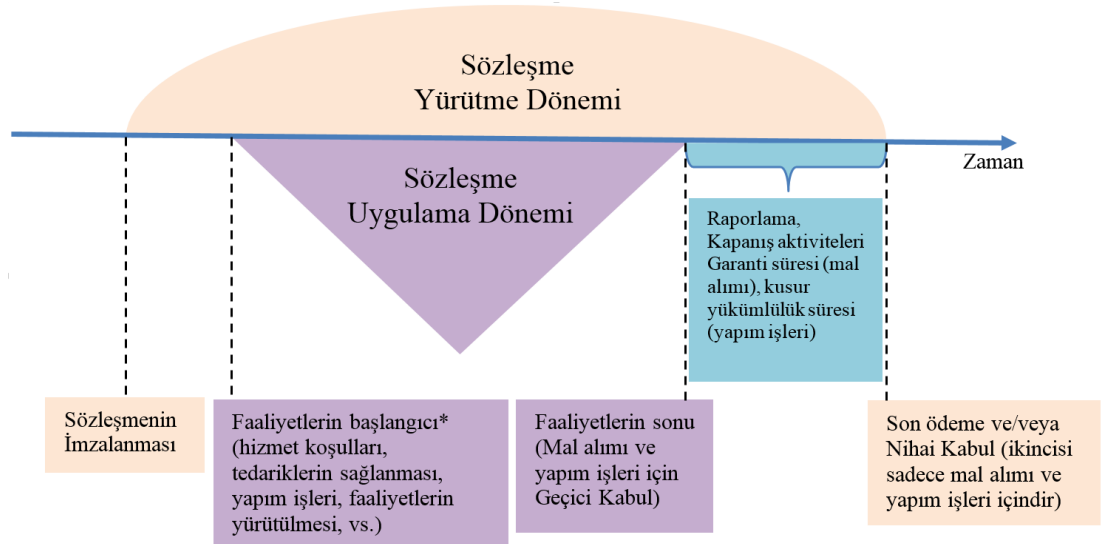 Sözleşme
Yürütme Dönemi
Zaman
Sözleşme
Uygulama Dönemi
Raporlama,
Kapanış aktiviteleri
Garanti süresi (mal
alımı), kusur
yükümlülük süresi
(yapım işleri)
Sözleşmenin
İmzalanması
Faaliyetlerin başlangıcı*
(hizmet koşulları,
tedariklerin sağlanması,
yapım işleri, faaliyetlerin
yürütülmesi, vs.)
Faaliyetlerin sonu
(Mal alımı ve
yapım işleri için
Geçici Kabul)
Son ödeme ve/veya
Nihai Kabul (ikincisi
sadece mal alımı ve
yapım işleri içindir)